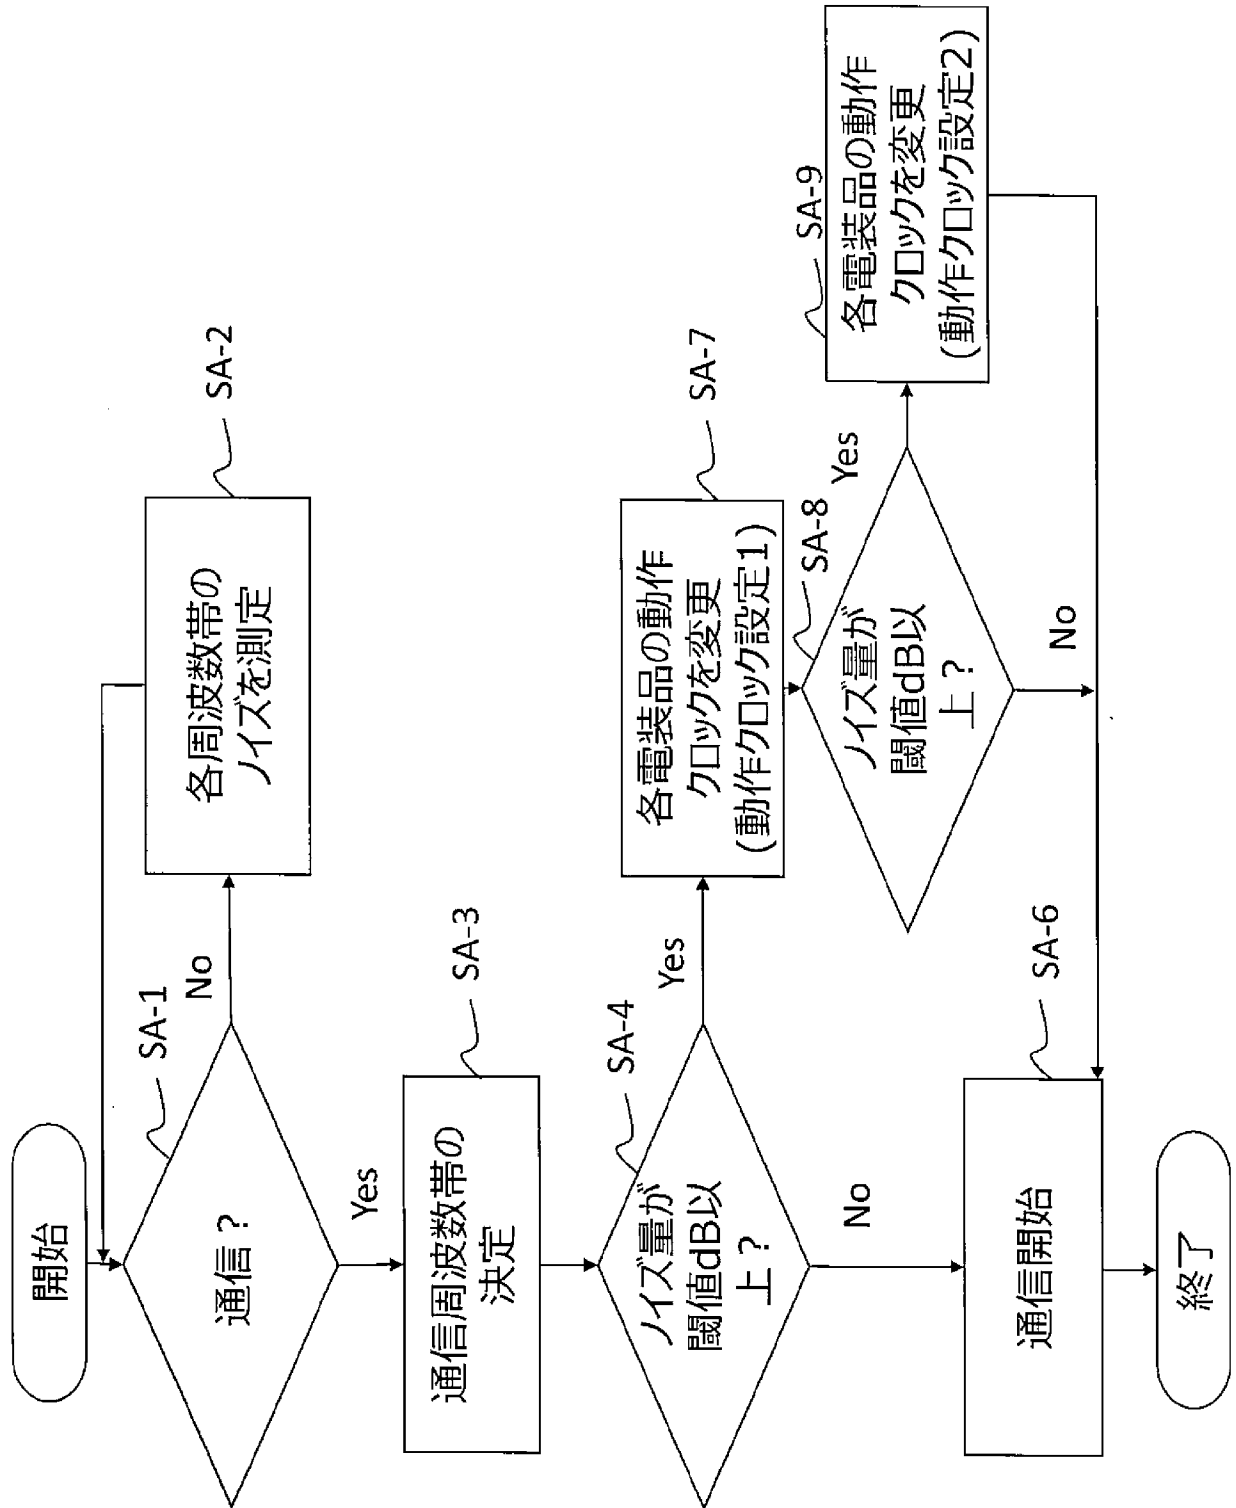 開始
SA-1
通信？
No
SA-2
各周波数帯の
ノイズを測定
Yes
SA-3
通信周波数帯の
決定
SA-4
ノイズ量が
閾値dB以
上？
Yes
SA-7
各電装品の動作
クロックを変更
(動作クロック設定1)
SA-8
ノイズ量が
閾値dB以
上？
Yes
SA-9
各電装品の動作
クロックを変更
(動作クロック設定2)
No
No
SA-6
通信開始
終了